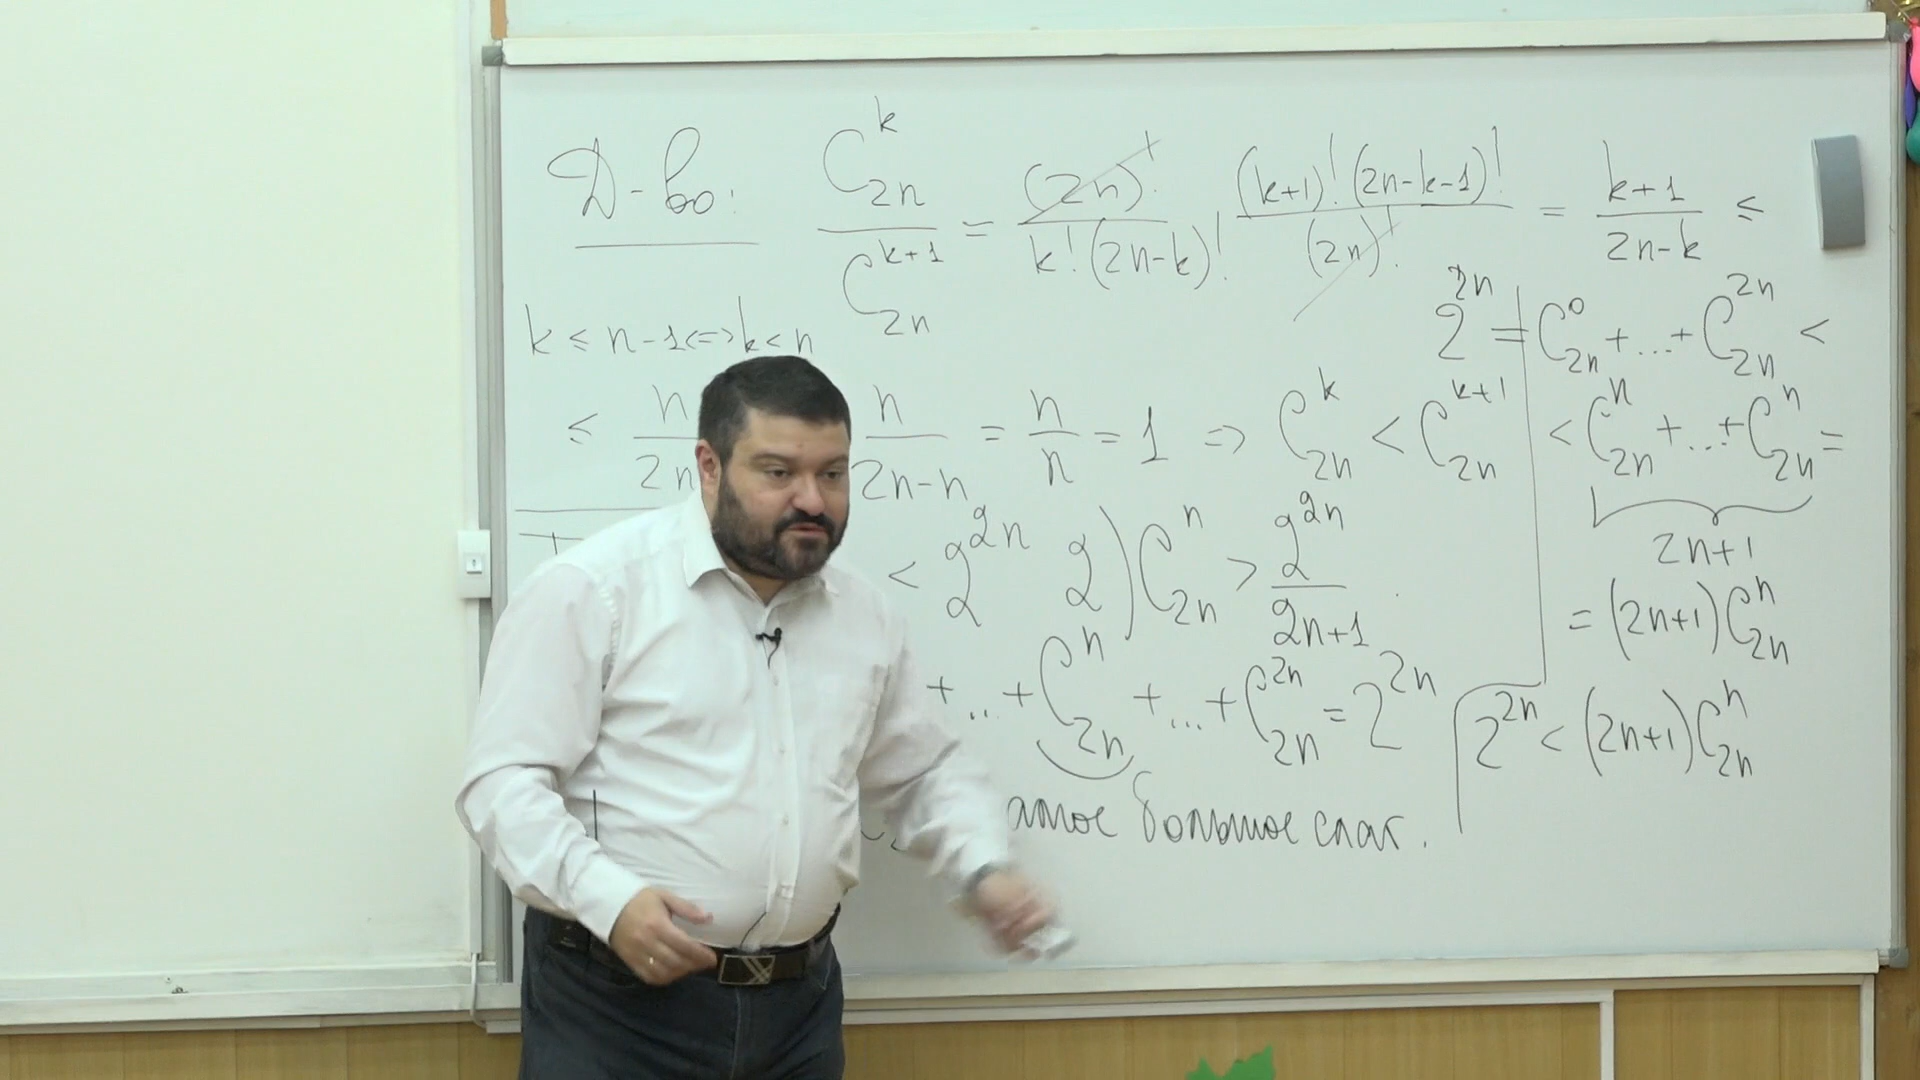 Д-во: C_{2n}^{k} / C_{2n}^{k+1} = (2n)! / k!(2n-k)! (k+1)!(2n-k-1)! / (2n)! = k+1 / 2n-k ≤
k ≤ n-1 <=> k < n
≤ n / 2n n / 2n-n = n / n = 1 => C_{2n}^{k} < C_{2n}^{k+1}
< 2^{2n} 2) C_{2n}^{n} > 2^{2n} / 2n+1
+...+ C_{2n}^{n} +...+ C_{2n}^{2n} = 2^{2n}
большое слаг.
2^{2n} = C_{2n}^{0} +...+ C_{2n}^{2n} <
< C_{2n}^{n} +...+ C_{2n}^{n} =
2n+1
= (2n+1) C_{2n}^{n}
2^{2n} < (2n+1) C_{2n}^{n}